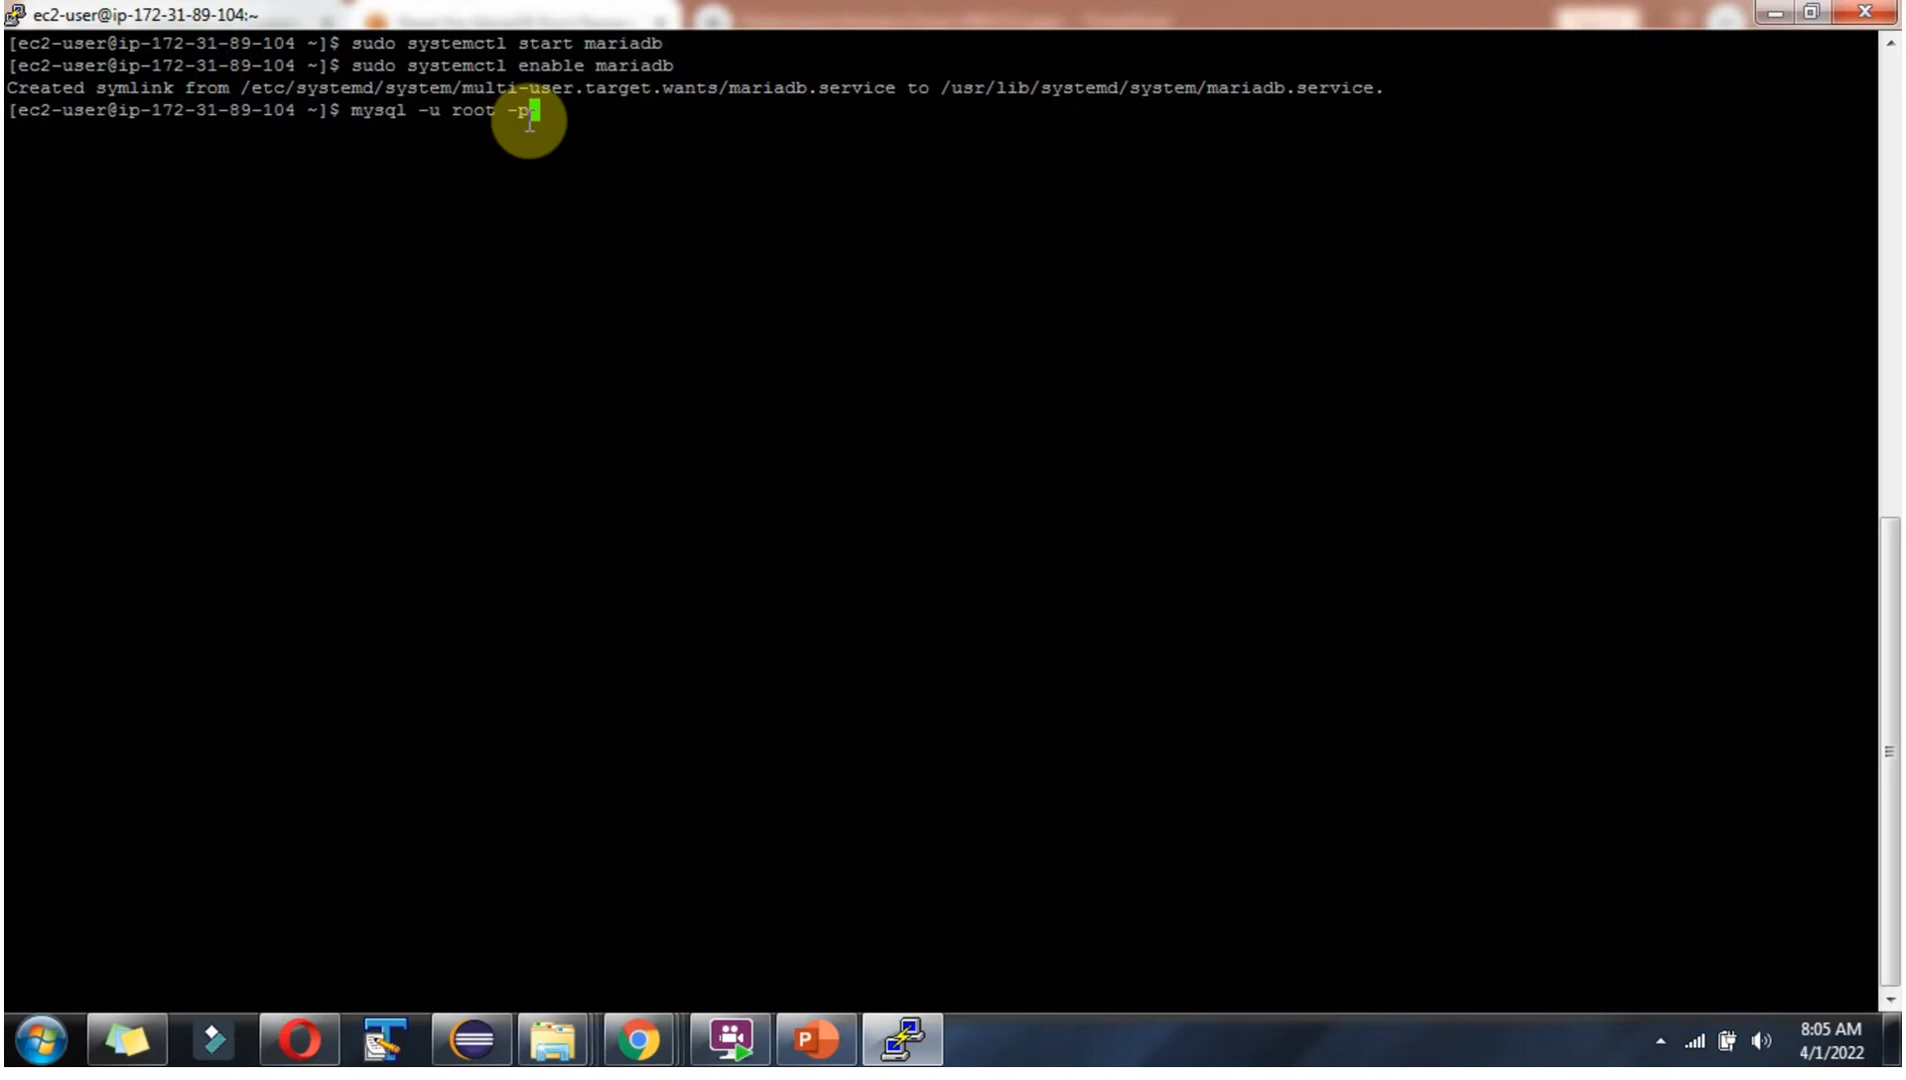 ec2-user@ip-172-31-89-104:~
[ec2-user@ip-172-31-89-104 ~]$ sudo systemctl start mariadb
[ec2-user@ip-172-31-89-104 ~]$ sudo systemctl enable mariadb
Created symlink from /etc/systemd/system/multi-user.target.wants/mariadb.service to /usr/lib/systemd/system/mariadb.service.
[ec2-user@ip-172-31-89-104 ~]$ mysql -u root -p
8:05 AM
4/1/2022